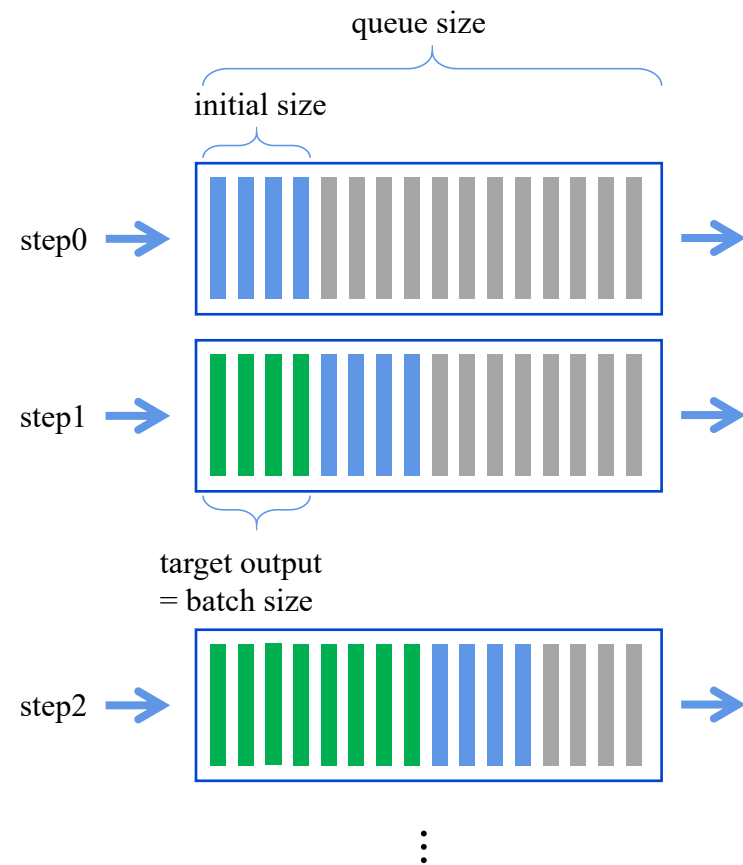 queue size
initial size
step0
step1
target output
= batch size
step2
⋮